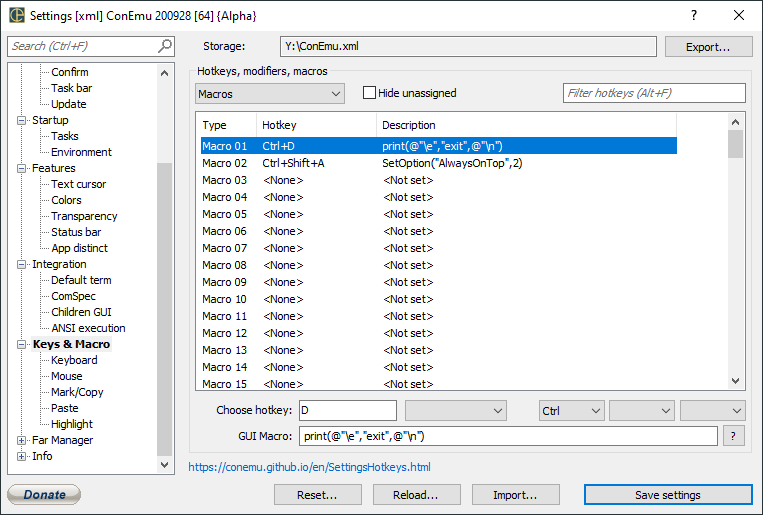 Settings [xml] ConEmu 200928 [64] {Alpha}
Search (Ctrl+F)
Storage:
Y:\ConEmu.xml
Export...
Confirm
Task bar
Update
Startup
Tasks
Environment
Features
Text cursor
Colors
Transparency
Status bar
App distinct
Integration
Default term
ComSpec
Children GUI
ANSI execution
Keys & Macro
Keyboard
Mouse
Mark/Copy
Paste
Highlight
Far Manager
Info
Hotkeys, modifiers, macros
Macros
Hide unassigned
Filter hotkeys (Alt+F)
Type Hotkey Description
Macro 01 Ctrl+D print(@"\e","exit",@"\n")
Macro 02 Ctrl+Shift+A SetOption("AlwaysOnTop",2)
Macro 03 <None> <Not set>
Macro 04 <None> <Not set>
Macro 05 <None> <Not set>
Macro 06 <None> <Not set>
Macro 07 <None> <Not set>
Macro 08 <None> <Not set>
Macro 09 <None> <Not set>
Macro 10 <None> <Not set>
Macro 11 <None> <Not set>
Macro 12 <None> <Not set>
Macro 13 <None> <Not set>
Macro 14 <None> <Not set>
Macro 15 <None> <Not set>
Choose hotkey: D Ctrl
GUI Macro: print(@"\e","exit",@"\n") ?
https://conemu.github.io/en/SettingsHotkeys.html
Donate
Reset...
Reload...
Import...
Save settings